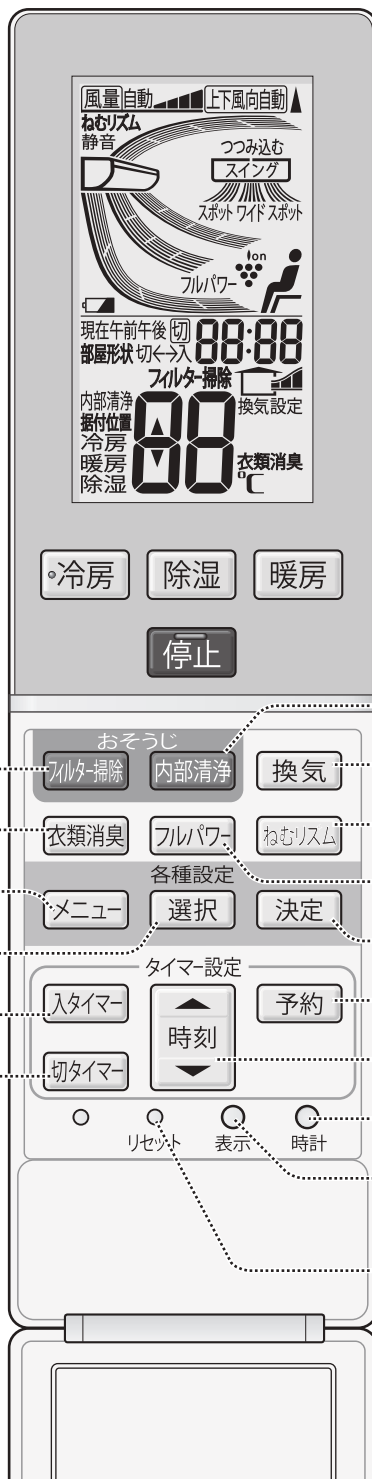 風量 自動 上下風向自動
ねむリズム
静音
つつみ込む
スイング
スポット ワイド スポット
ion
フルパワー
現在午前午後 切 88:88
部屋形状 切←→入
フィルター掃除
内部清浄
換気設定
据付位置
冷房
88
暖房
衣類消臭
除湿
℃
冷房 除湿 暖房
停止
おそうじ
フィルター掃除 内部清浄 換気
衣類消臭 フルパワー ねむリズム
各種設定
メニュー 選択 決定
タイマー設定
入タイマー 予約
時刻
切タイマー
リセット 表示 時計